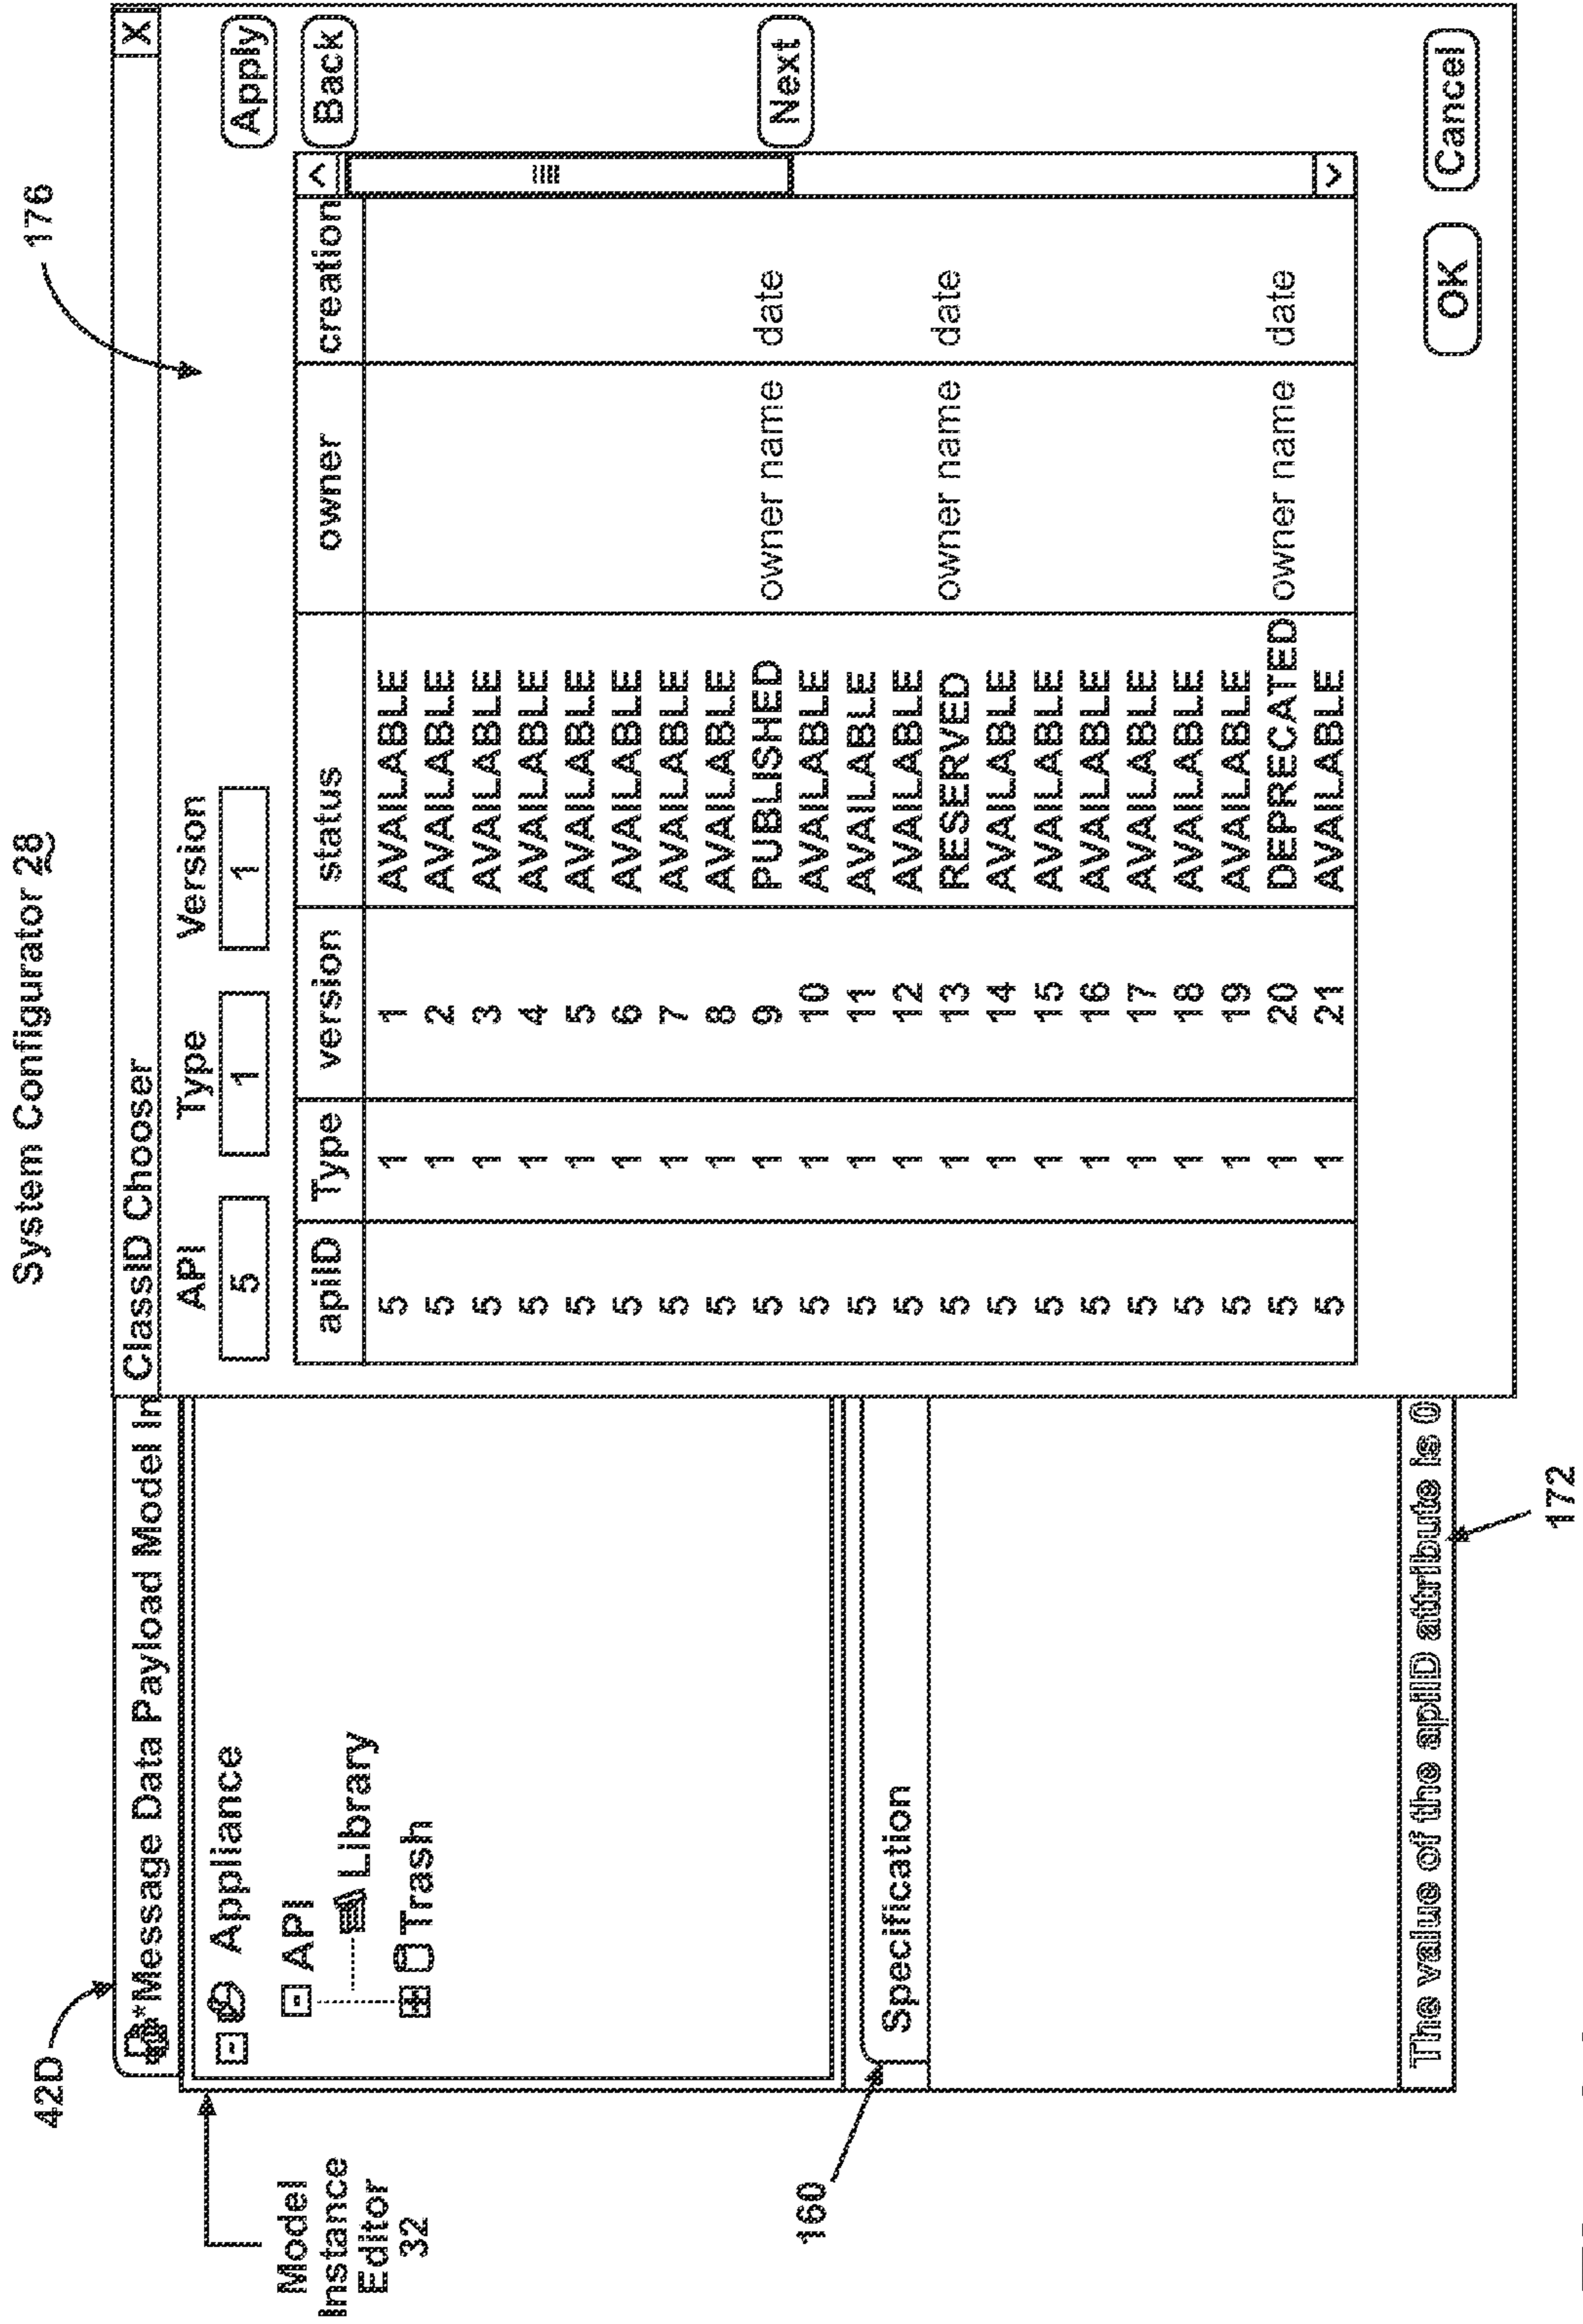 System Configurator 28
176
42D
*Message Data Payload Model In
ClassID Chooser X
API Type Version
5 1 1 Apply
Back
apiID Type version status owner creation
5 1 1 AVAILABLE
5 1 2 AVAILABLE
5 1 3 AVAILABLE
5 1 4 AVAILABLE
5 1 5 AVAILABLE
5 1 6 AVAILABLE
5 1 7 AVAILABLE
5 1 8 AVAILABLE
5 1 9 PUBLISHED owner name date
Next
5 1 10 AVAILABLE
5 1 11 AVAILABLE
5 1 12 AVAILABLE
5 1 13 RESERVED owner name date
5 1 14 AVAILABLE
5 1 15 AVAILABLE
5 1 16 AVAILABLE
5 1 17 AVAILABLE
5 1 18 AVAILABLE
5 1 19 AVAILABLE
5 1 20 DEPRECATED owner name date
5 1 21 AVAILABLE
OK Cancel
Appliance
API
Library
Trash
Model
Instance
Editor
32
160
Specification
The value of the apiID attribute is 0
172